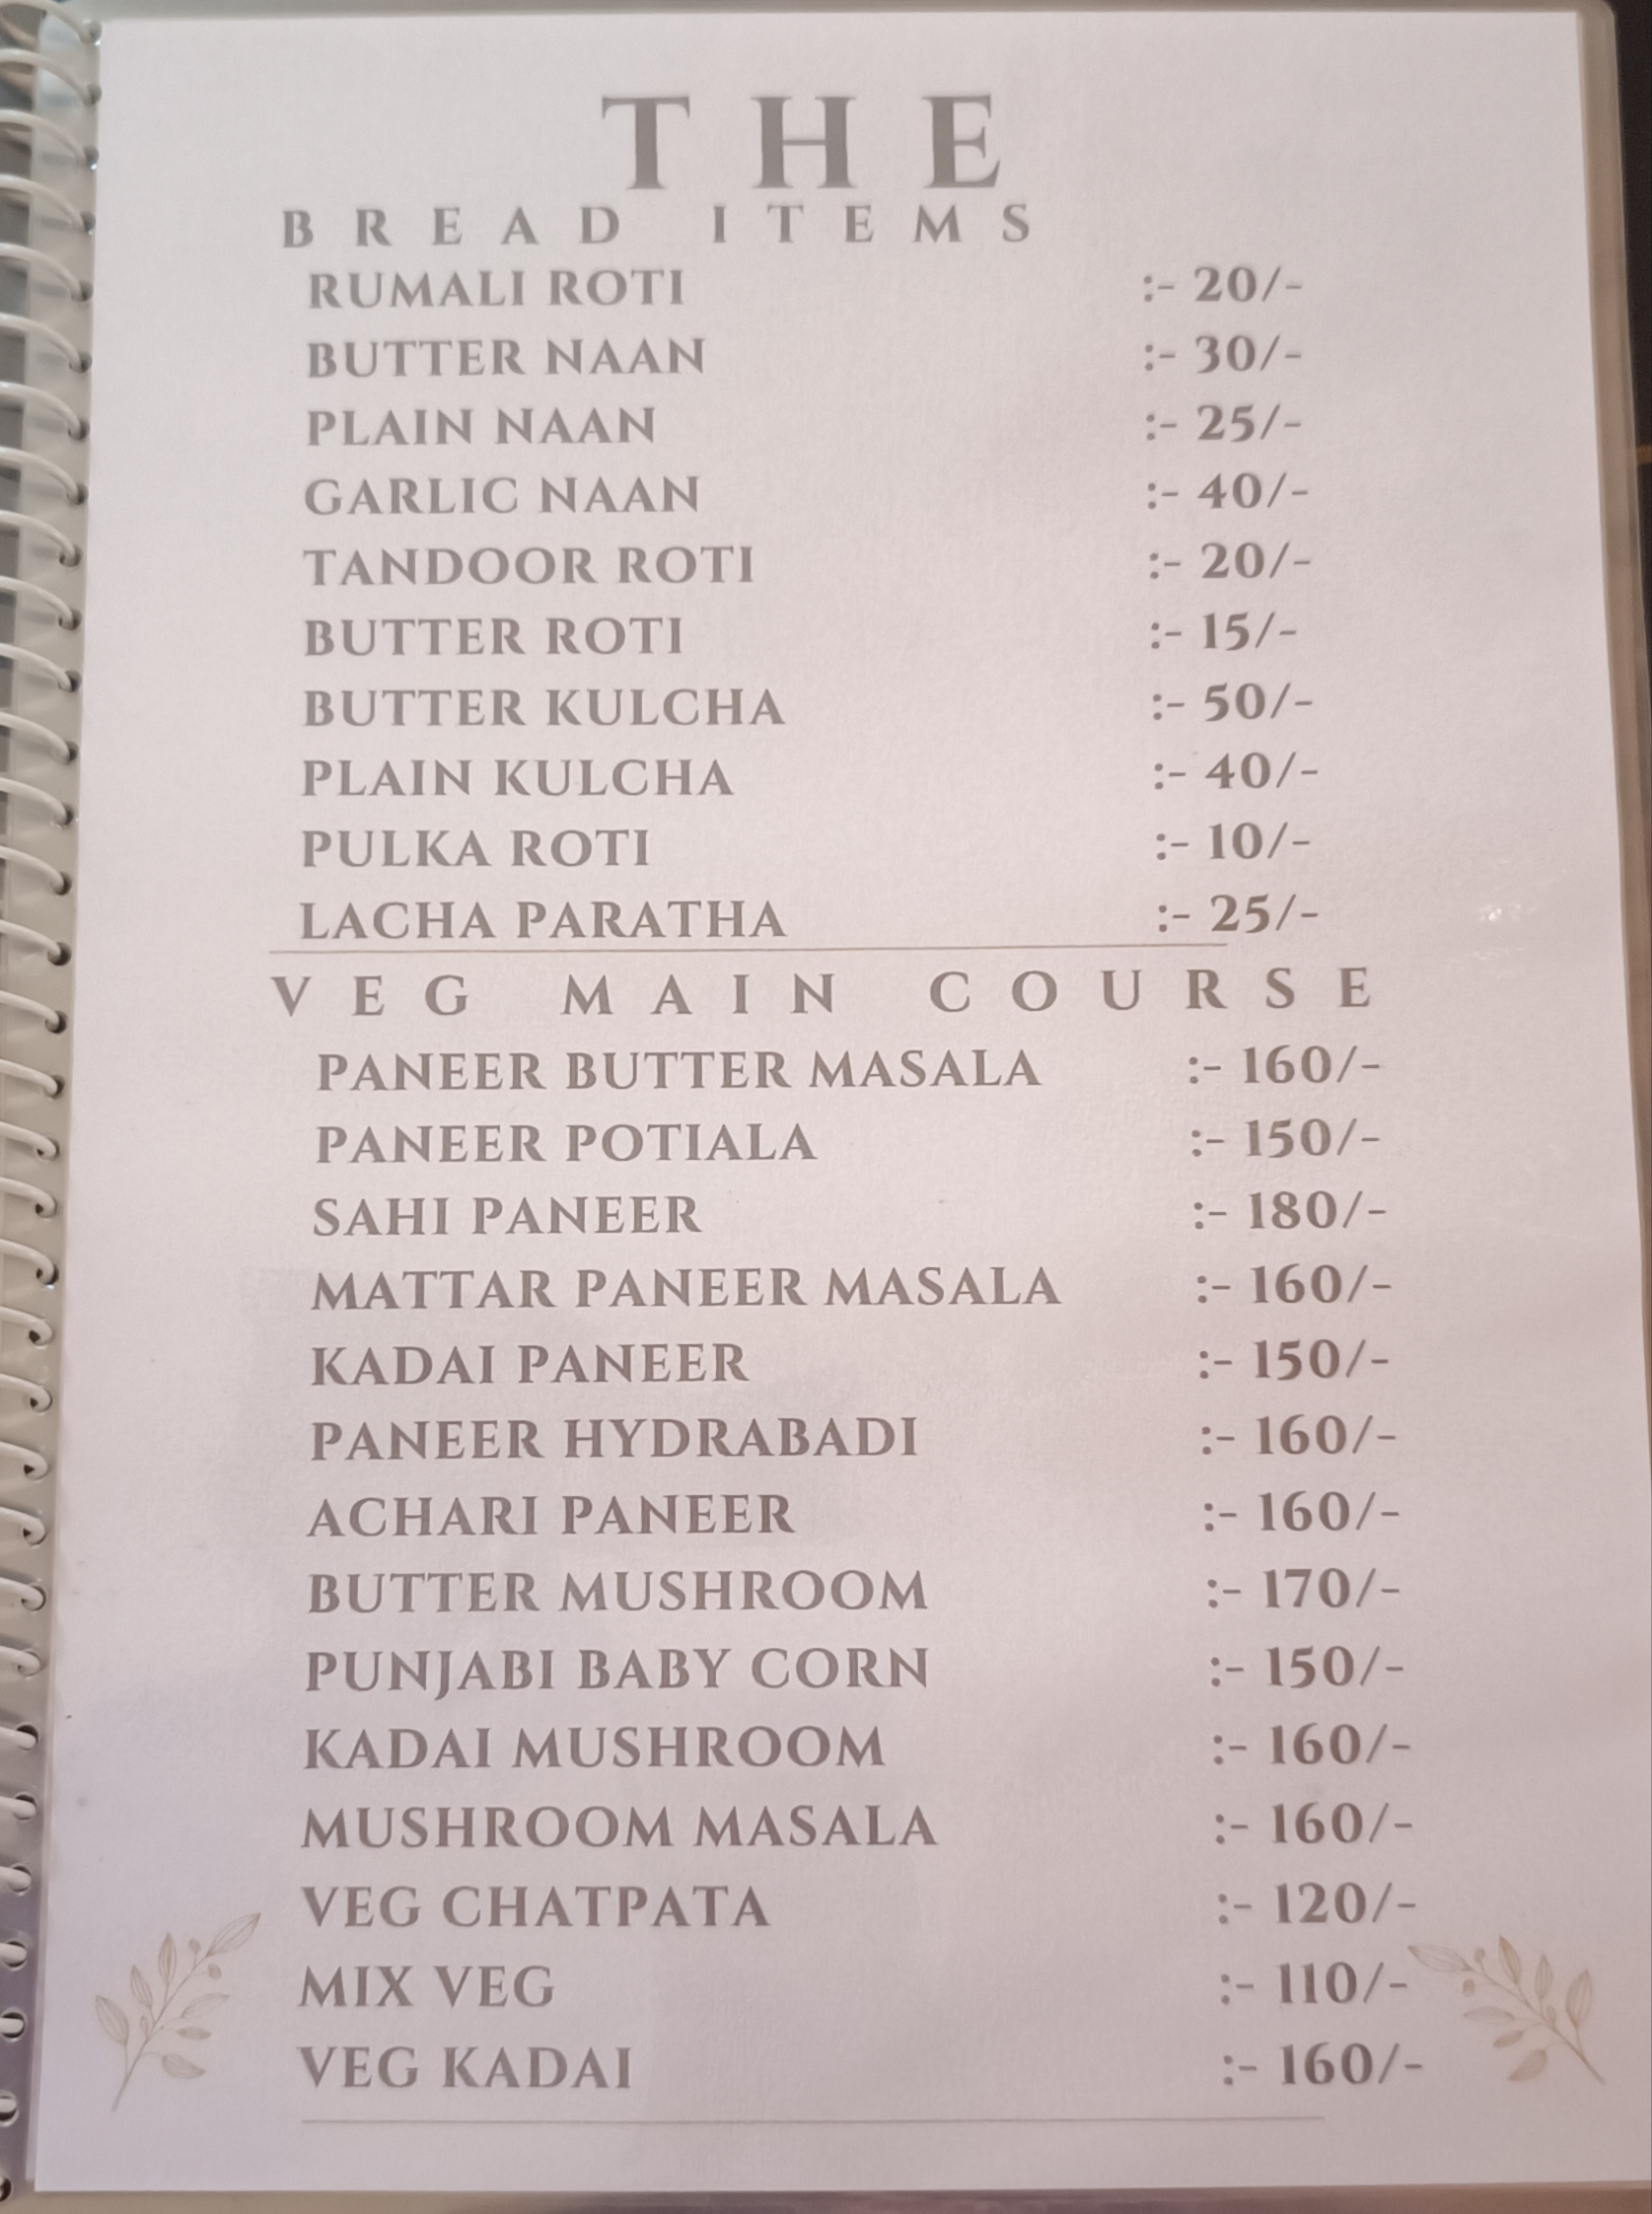 THE
BREAD ITEMS
RUMALI ROTI :- 20/-
BUTTER NAAN :- 30/-
PLAIN NAAN :- 25/-
GARLIC NAAN :- 40/-
TANDOOR ROTI :- 20/-
BUTTER ROTI :- 15/-
BUTTER KULCHA :- 50/-
PLAIN KULCHA :- 40/-
PULKA ROTI :- 10/-
LACHA PARATHA :- 25/-
VEG MAIN COURSE
PANEER BUTTER MASALA :- 160/-
PANEER POTIALA :- 150/-
SAHI PANEER :- 180/-
MATTAR PANEER MASALA :- 160/-
KADAI PANEER :- 150/-
PANEER HYDRABADI :- 160/-
ACHARI PANEER :- 160/-
BUTTER MUSHROOM :- 170/-
PUNJABI BABY CORN :- 150/-
KADAI MUSHROOM :- 160/-
MUSHROOM MASALA :- 160/-
VEG CHATPATA :- 120/-
MIX VEG :- 110/-
VEG KADAI :- 160/-